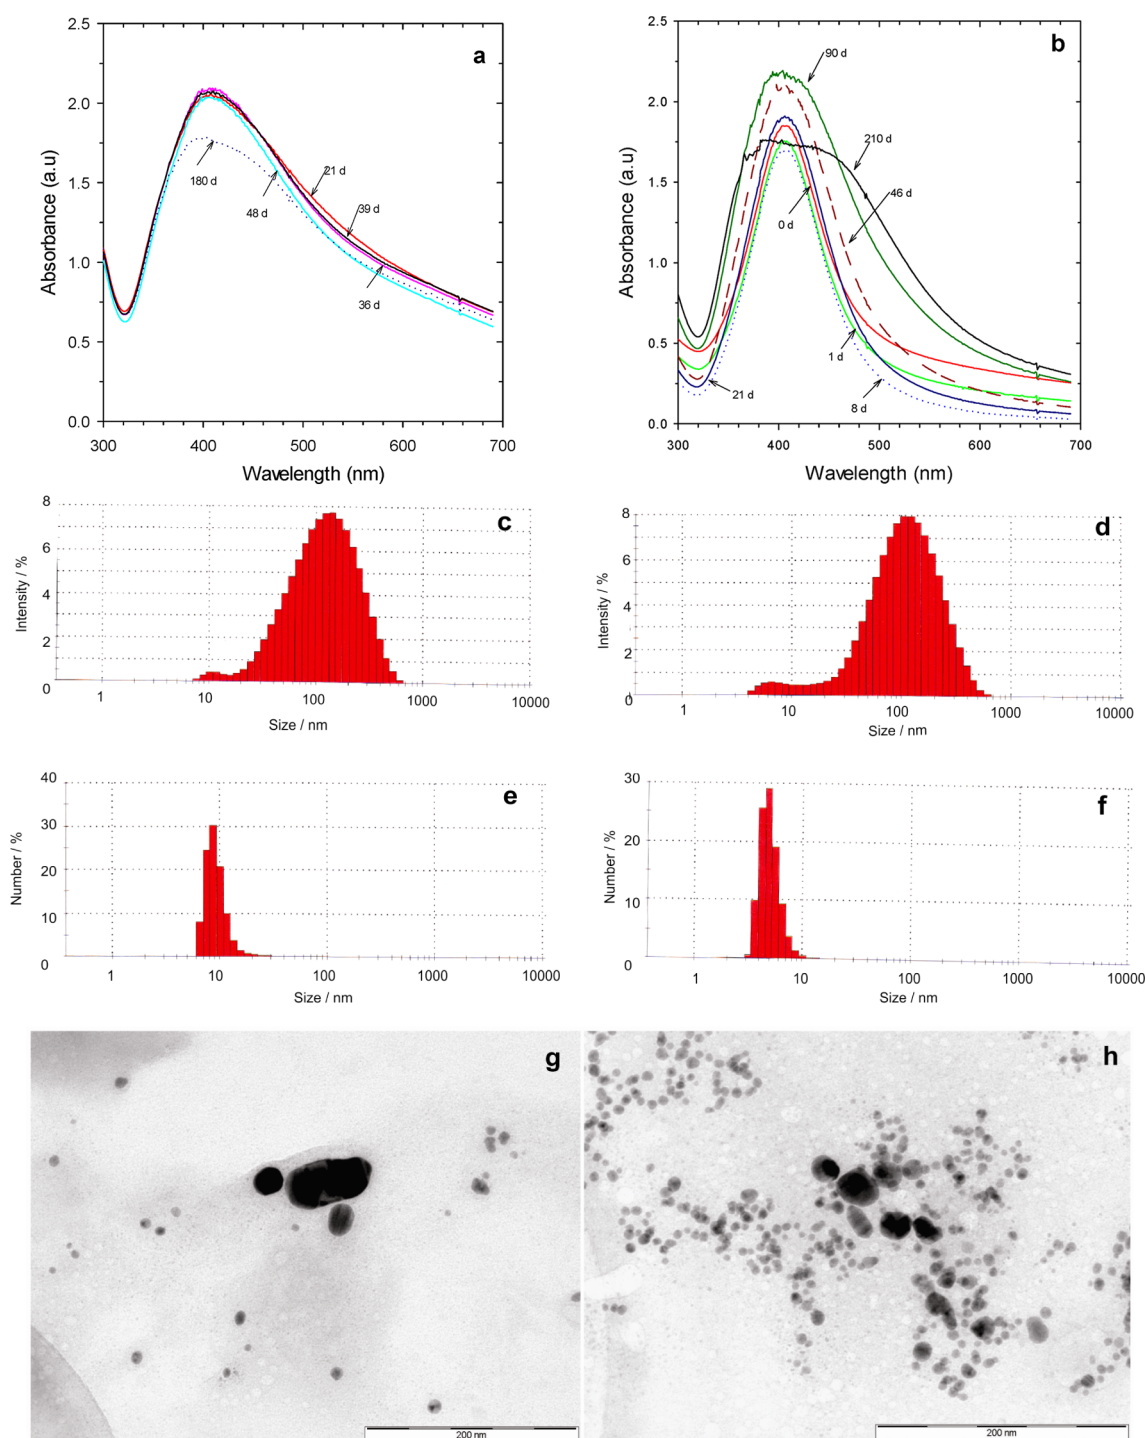 a
2.5
2.0
1.5
1.0
0.5
0.0
Absorbance (a.u)
180 d
48 d
21 d
39 d
36 d
300 400 500 600 700
Wavelength (nm)
b
2.5
2.0
1.5
1.0
0.5
0.0
Absorbance (a.u)
90 d
210 d
46 d
0 d
1 d
8 d
21 d
300 400 500 600 700
Wavelength (nm)
c
8
6
4
2
0
Intensity / %
1 10 100 1000 10000
Size / nm
d
8
6
4
2
0
Intensity / %
1 10 100 1000 10000
Size / nm
e
40
30
20
10
0
Number / %
1 10 100 1000 10000
Size / nm
f
30
20
10
0
Number / %
1 10 100 1000 10000
Size / nm
g
200 nm
h
200 nm